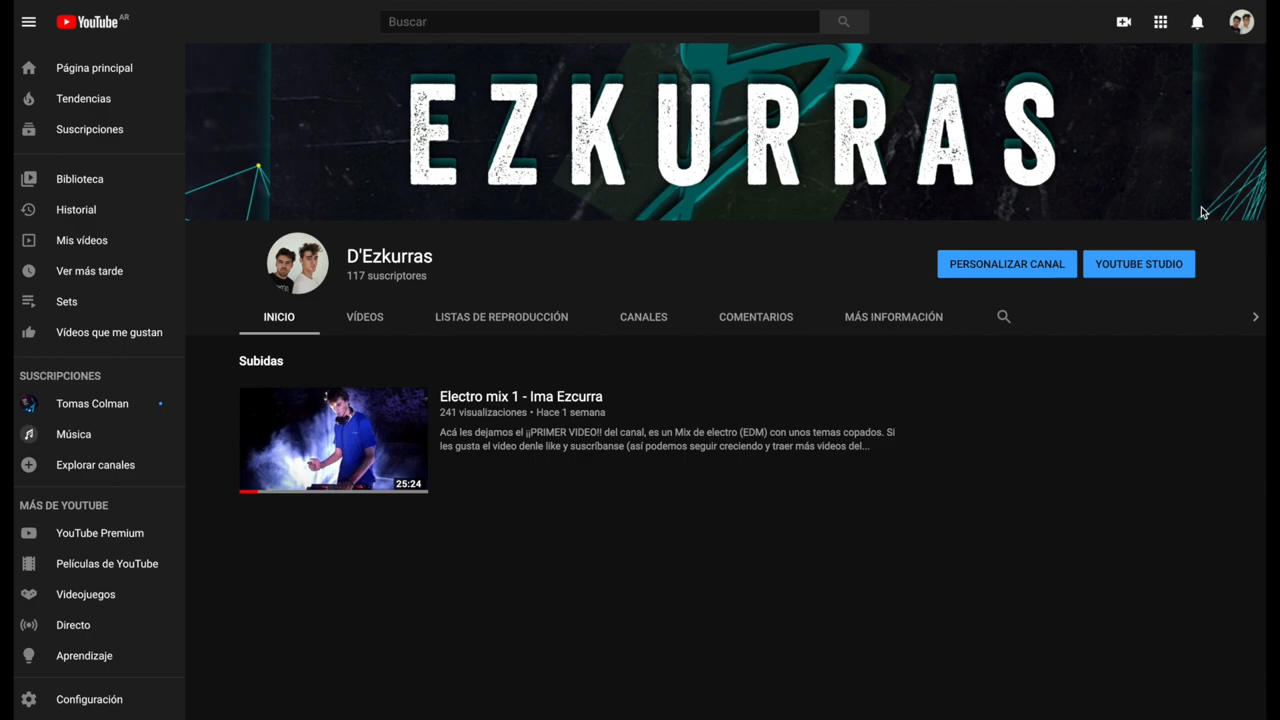 YouTube AR
Buscar
Página principal
Tendencias
Suscripciones
Biblioteca
Historial
Mis vídeos
Ver más tarde
Sets
Vídeos que me gustan
SUSCRIPCIONES
Tomas Colman
Música
Explorar canales
MÁS DE YOUTUBE
YouTube Premium
Películas de YouTube
Videojuegos
Directo
Aprendizaje
Configuración
EZKURRAS
D'Ezkurras
117 suscriptores
PERSONALIZAR CANAL
YOUTUBE STUDIO
INICIO VÍDEOS LISTAS DE REPRODUCCIÓN CANALES COMENTARIOS MÁS INFORMACIÓN
Subidas
25:24
Electro mix 1 - Ima Ezcurra
241 visualizaciones • Hace 1 semana
Acá les dejamos el ¡¡PRIMER VIDEO!! del canal, es un Mix de electro (EDM) con unos temas copados. Si
les gusta el video denle like y suscríbanse (así podemos seguir creciendo y traer más videos del...